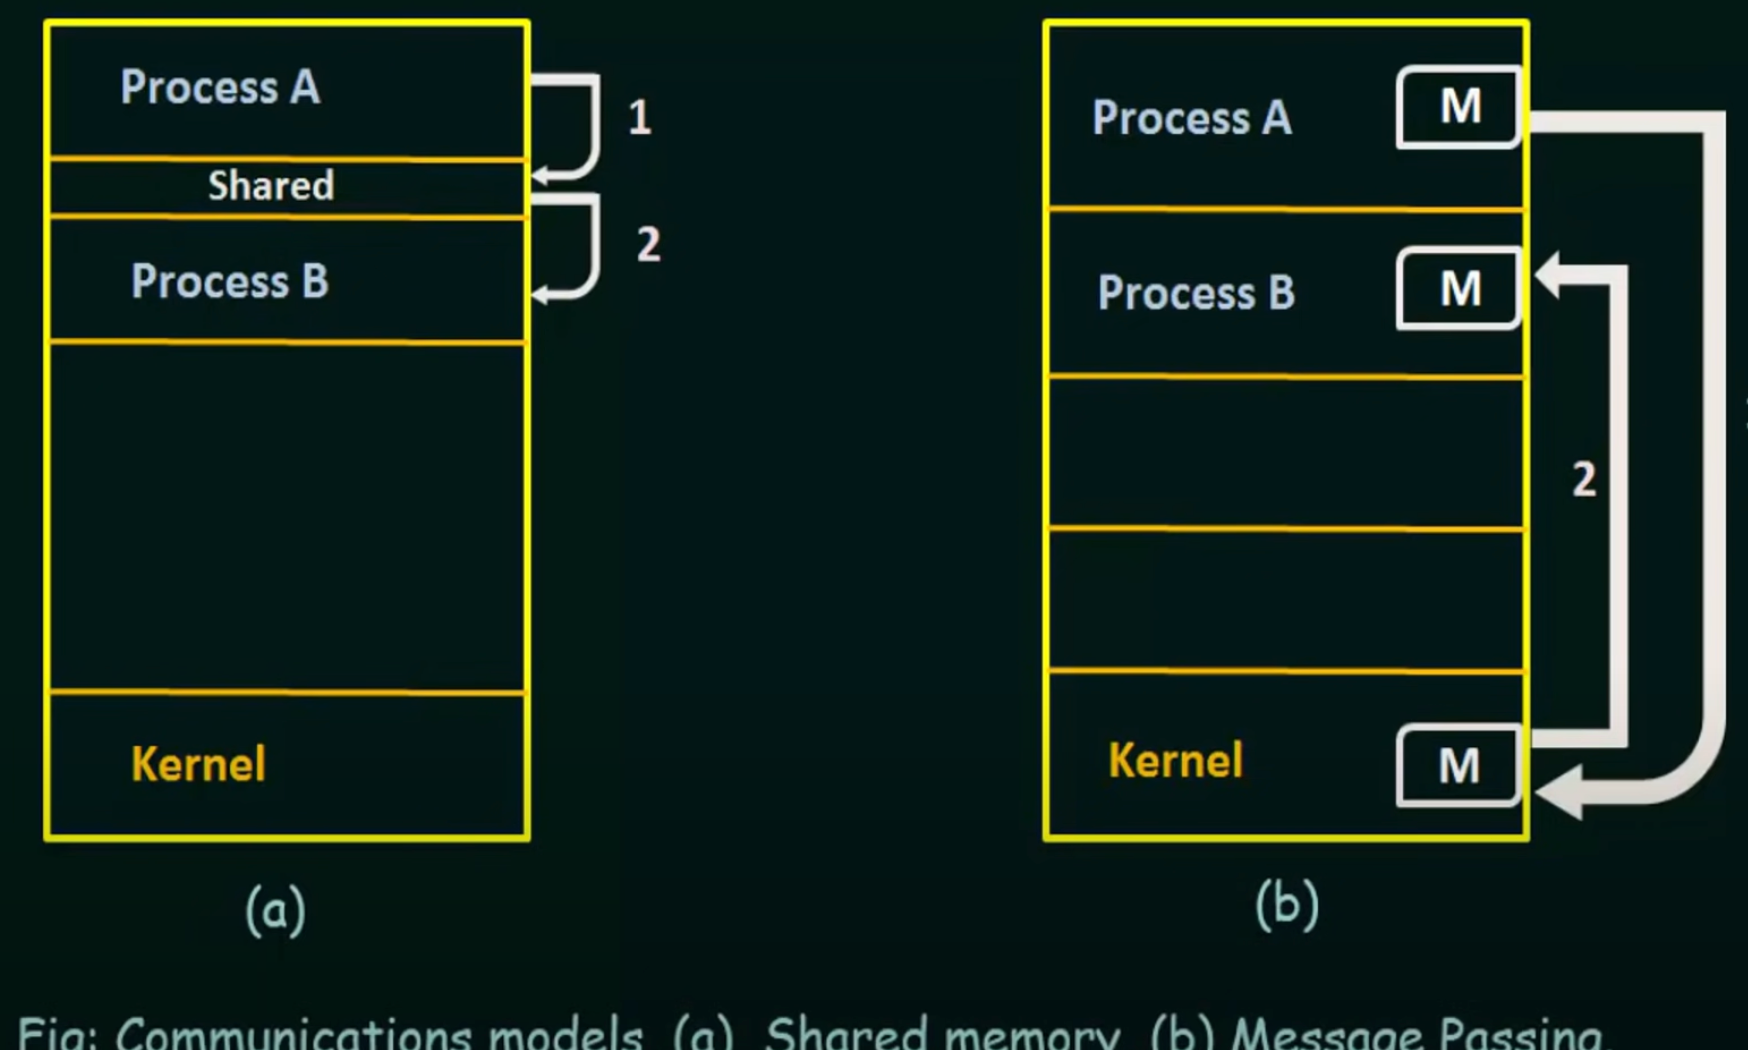 Process A
1
Shared
2
Process B
Kernel
(a)
Process A
M
Process B
M
2
Kernel
M
(b)
Fig: Communications models. (a) Shared memory. (b) Message Passing.